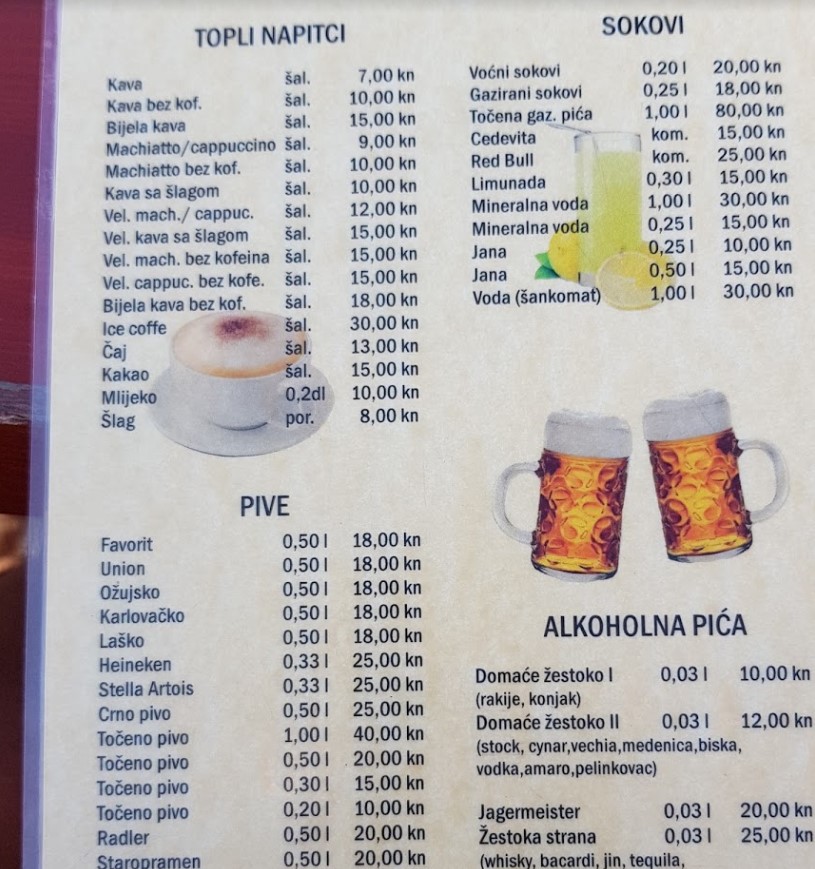 TOPLI NAPITCI
Kava šal. 7,00 kn
Kava bez kof. šal. 10,00 kn
Bijela kava šal. 15,00 kn
Machiatto/cappuccino šal. 9,00 kn
Machiatto bez kof. šal. 10,00 kn
Kava sa šlagom šal. 10,00 kn
Vel. mach./ cappuc. šal. 12,00 kn
Vel. kava sa šlagom šal. 15,00 kn
Vel. mach. bez kofeina šal. 15,00 kn
Vel. cappuc. bez kofe. šal. 15,00 kn
Bijela kava bez kof. šal. 18,00 kn
Ice coffe šal. 30,00 kn
Čaj šal. 13,00 kn
Kakao šal. 15,00 kn
Mlijeko 0,2dl 10,00 kn
Šlag por. 8,00 kn
PIVE
Favorit 0,50 l 18,00 kn
Union 0,50 l 18,00 kn
Ožujsko 0,50 l 18,00 kn
Karlovačko 0,50 l 18,00 kn
Laško 0,50 l 18,00 kn
Heineken 0,33 l 25,00 kn
Stella Artois 0,33 l 25,00 kn
Crno pivo 0,50 l 25,00 kn
Točeno pivo 1,00 l 40,00 kn
Točeno pivo 0,50 l 20,00 kn
Točeno pivo 0,30 l 15,00 kn
Točeno pivo 0,20 l 10,00 kn
Radler 0,50 l 20,00 kn
Staropramen 0,50 l 20,00 kn
SOKOVI
Voćni sokovi 0,20 l 20,00 kn
Gazirani sokovi 0,25 l 18,00 kn
Točena gaz. pića 1,00 l 80,00 kn
Cedevita kom. 15,00 kn
Red Bull kom. 25,00 kn
Limunada 0,30 l 15,00 kn
Mineralna voda 1,00 l 30,00 kn
Mineralna voda 0,25 l 15,00 kn
Jana 0,25 l 10,00 kn
Jana 0,50 l 15,00 kn
Voda (šankomat) 1,00 l 30,00 kn
ALKOHOLNA PIĆA
Domaće žestoko I 0,03 l 10,00 kn
(rakije, konjak)
Domaće žestoko II 0,03 l 12,00 kn
(stock, cynar,vechia,medenica,biska,
vodka,amaro,pelinkovac)
Jagermeister 0,03 l 20,00 kn
Žestoka strana 0,03 l 25,00 kn
(whisky, bacardi, jin, tequila,